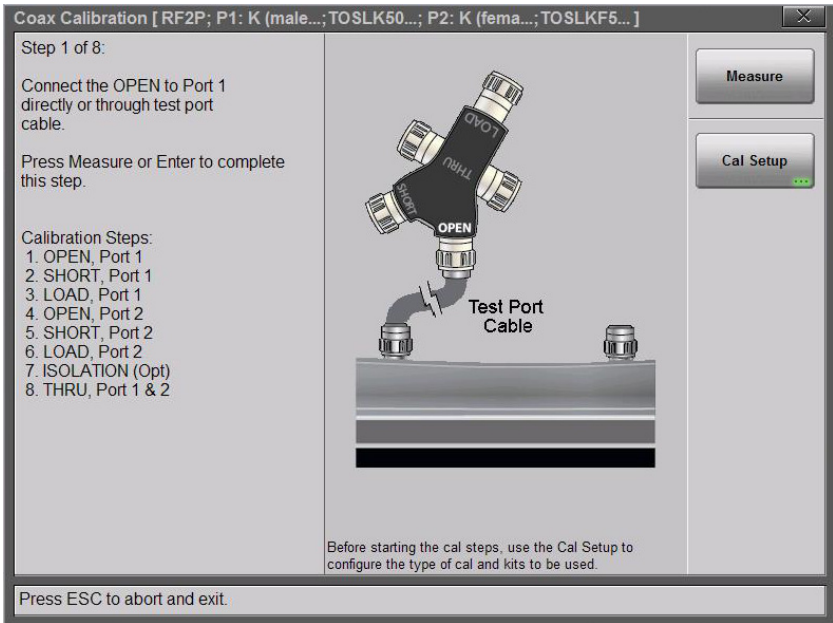 Coax Calibration [ RF2P; P1: K (male...; TOSLK50...; P2: K (fema...;TOSLKF5... ]
Step 1 of 8:
Connect the OPEN to Port 1
directly or through test port
cable.
Press Measure or Enter to complete
this step.
Calibration Steps:
1. OPEN, Port 1
2. SHORT, Port 1
3. LOAD, Port 1
4. OPEN, Port 2
5. SHORT, Port 2
6. LOAD, Port 2
7. ISOLATION (Opt)
8. THRU, Port 1 & 2
LOAD
THRU
SHORT
OPEN
Test Port
Cable
Before starting the cal steps, use the Cal Setup to
configure the type of cal and kits to be used.
Measure
Cal Setup
...
Press ESC to abort and exit.